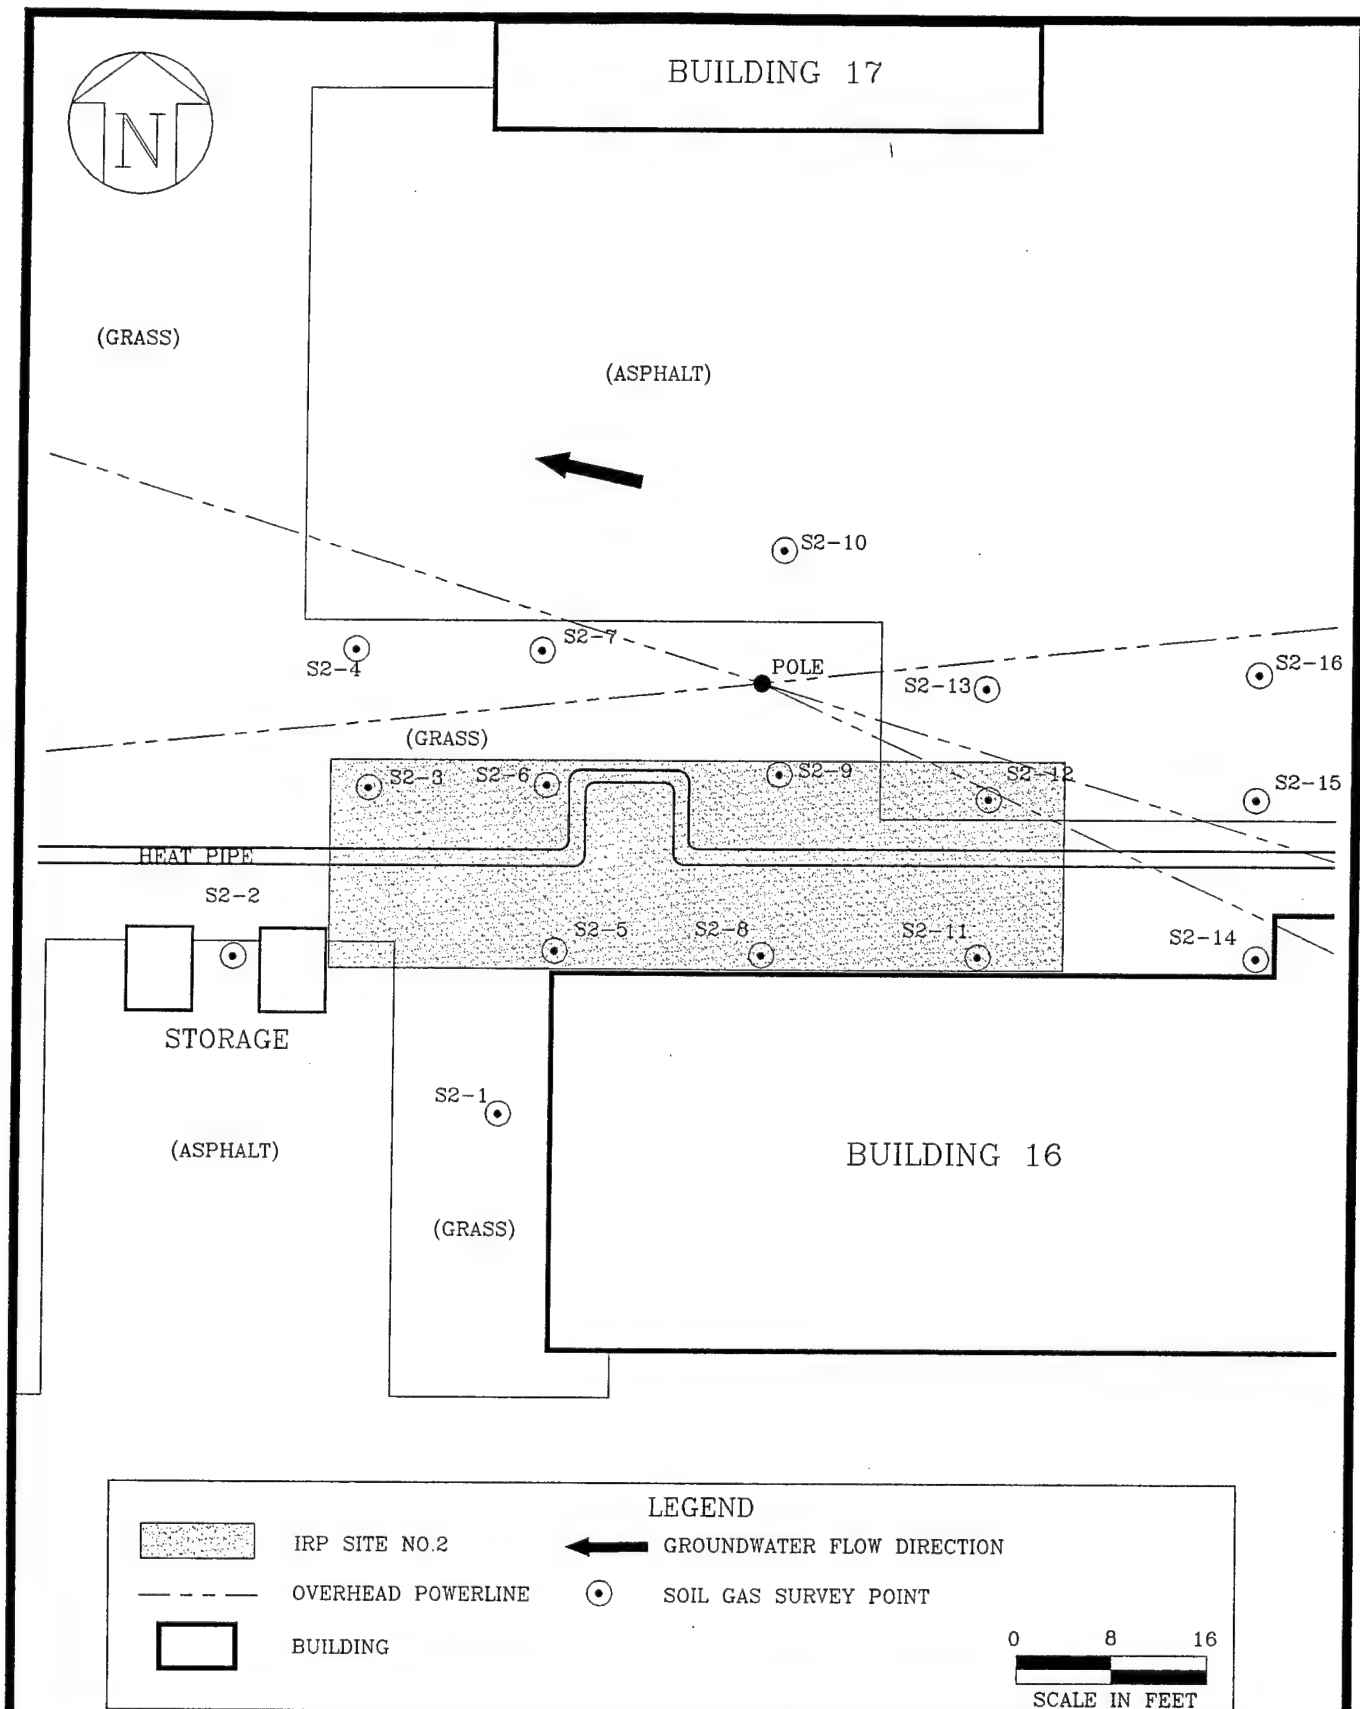 BUILDING 17
N
(GRASS)
(ASPHALT)
S2-10
S2-7
S2-4
POLE
S2-16
S2-13
(GRASS)
S2-3
S2-6
S2-9
S2-12
S2-15
HEAT PIPE
S2-2
S2-5
S2-8
S2-11
S2-14
STORAGE
S2-1
(ASPHALT)
BUILDING 16
(GRASS)
LEGEND
IRP SITE NO.2
GROUNDWATER FLOW DIRECTION
OVERHEAD POWERLINE
SOIL GAS SURVEY POINT
BUILDING
0 8 16
SCALE IN FEET